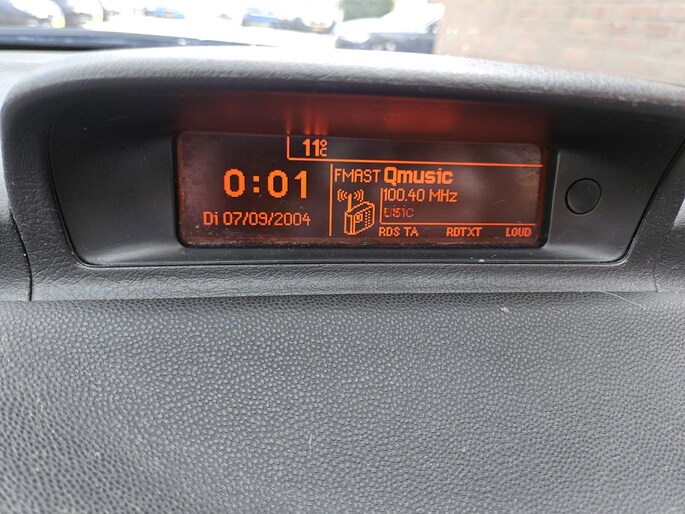 11°C
0:01
Di 07/09/2004
FMAST Qmusic
100.40 MHz
RDS TA RDTXT LOUD